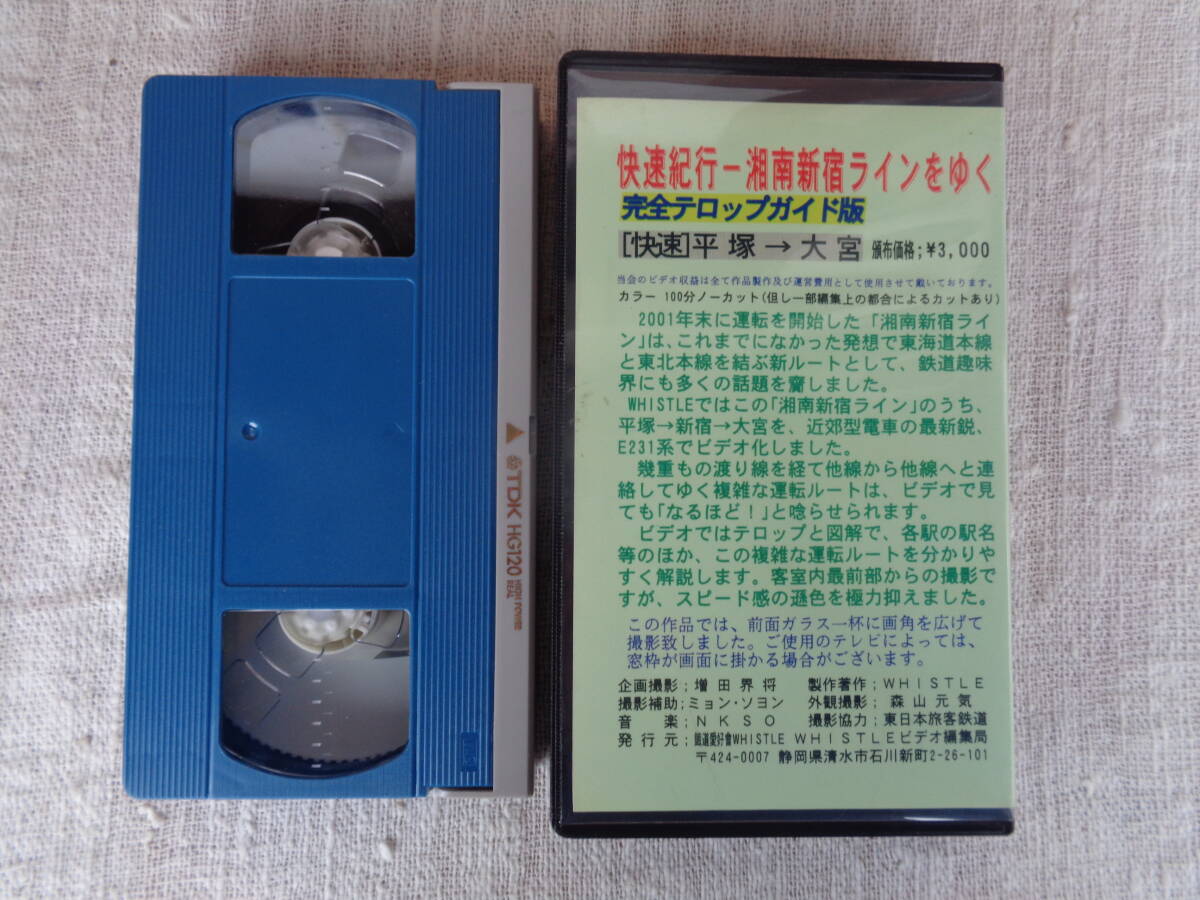 TDK HG120 HIGH POWER REAL
VHS
快速紀行－湘南新宿ラインをゆく
完全テロップガイド版
[快速]平塚→大宮 頒布価格;¥3,000
当会のビデオ収益は全て作品製作及び運営費用として使用させて戴いております。
カラー 100分ノーカット(但し一部編集上の都合によるカットあり)
2001年末に運転を開始した「湘南新宿ライ
ン」は、これまでになかった発想で東海道本線
と東北本線を結ぶ新ルートとして、鉄道趣味
界にも多くの話題を齎しました。
WHISTLEではこの「湘南新宿ライン」のうち、
平塚→新宿→大宮を、近郊型電車の最新鋭、
E231系でビデオ化しました。
幾重もの渡り線を経て他線から他線へと連
絡してゆく複雑な運転ルートは、ビデオで見
ても「なるほど!」と唸らせられます。
ビデオではテロップと図解で、各駅の駅名
等のほか、この複雑な運転ルートを分かりや
すく解説します。客室内最前部からの撮影で
すが、スピード感の遜色を極力抑えました。
この作品では、前面ガラス一杯に画角を広げて
撮影致しました。ご使用のテレビによっては、
窓枠が画面に掛かる場合がございます。
企画撮影;増田界将 製作著作;WHISTLE
撮影補助;ミョン・ソヨン 外観撮影;森山元気
音楽;NKSO 撮影協力;東日本旅客鉄道
発行元;鐵道愛好會WHISTLE WHISTLEビデオ編集局
〒424-0007 静岡県清水市石川新町2-26-101